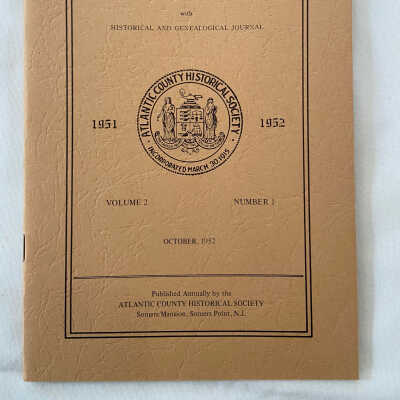 with
HISTORICAL AND GENEALOGICAL JOURNAL
ATLANTIC COUNTY HISTORICAL SOCIETY
INCORPORATED MARCH 30, 1915
1951 1952
VOLUME 2 NUMBER 1
OCTOBER, 1952
Published Annually by the
ATLANTIC COUNTY HISTORICAL SOCIETY
Somers Mansion, Somers Point, N.J.